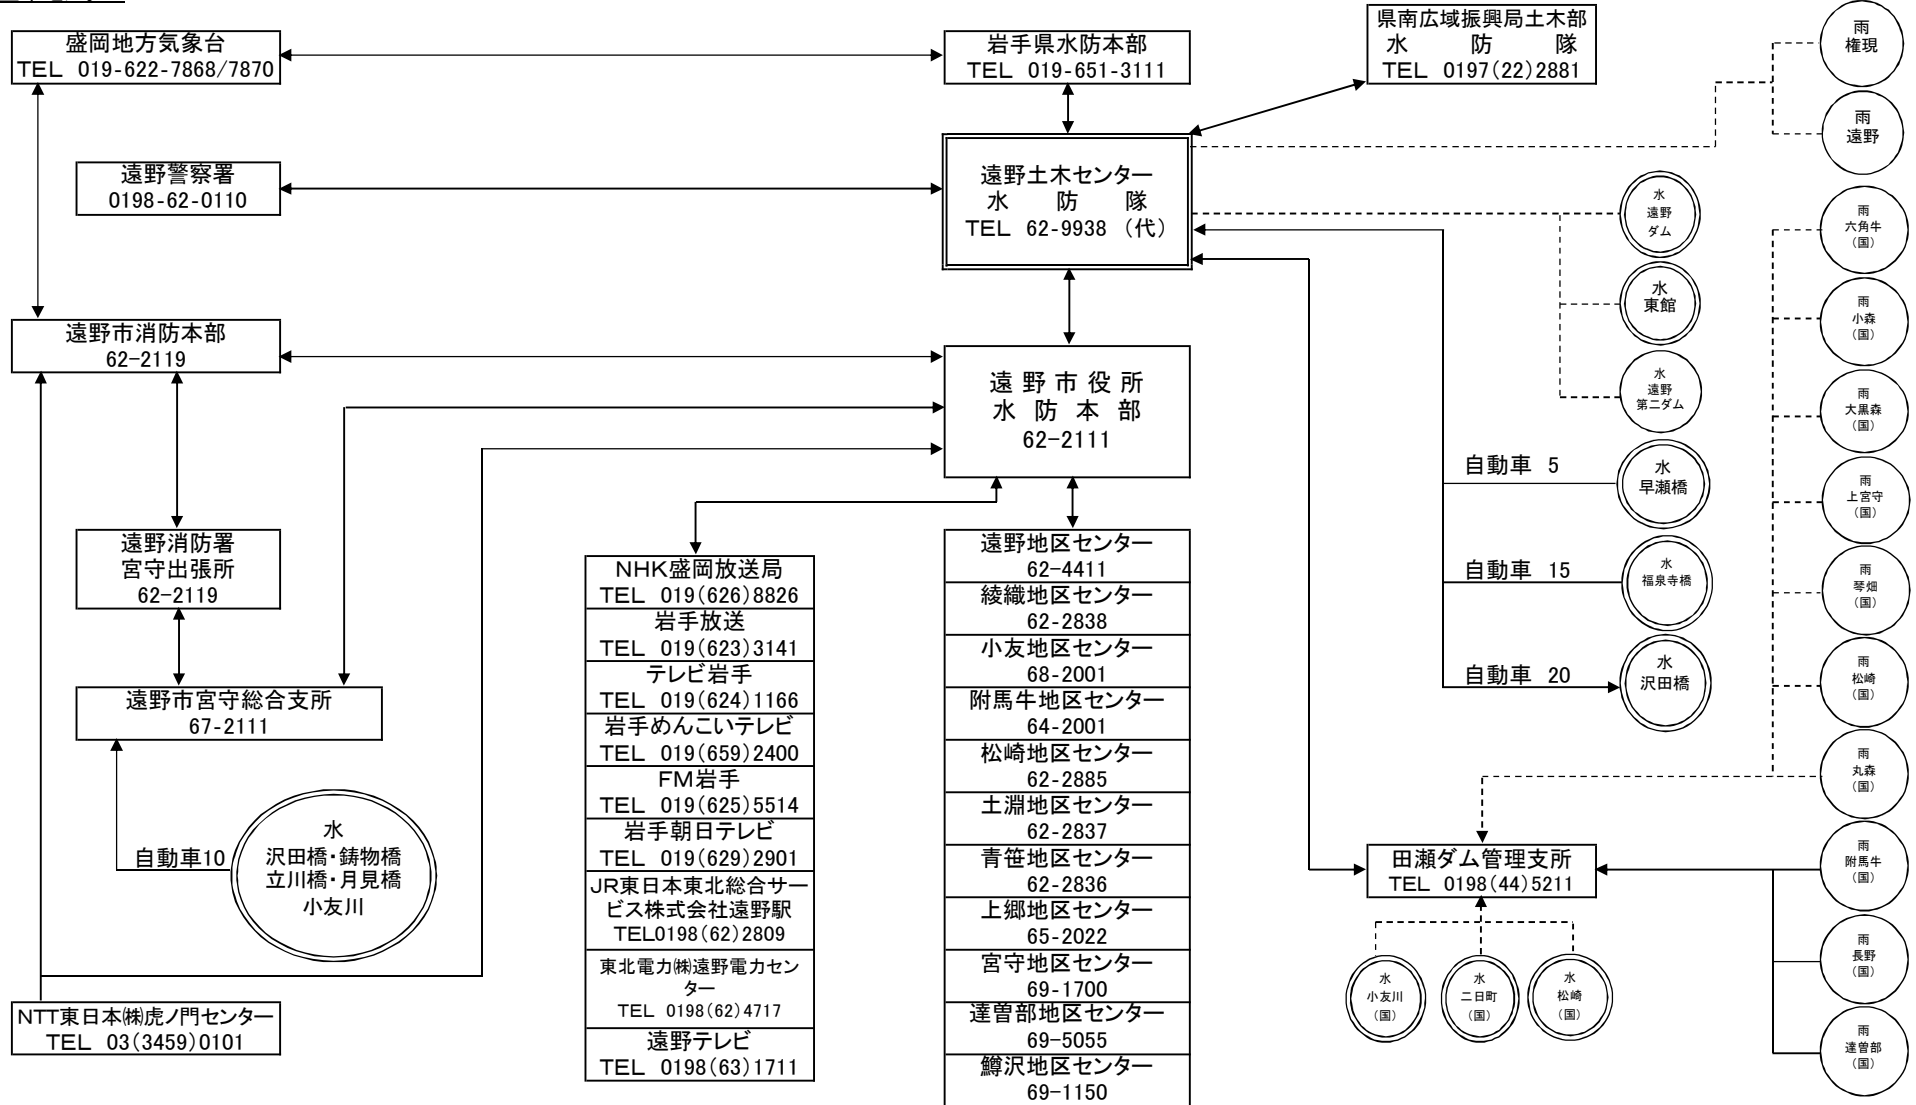 盛岡地方気象台
TEL 019-622-7868/7870
岩手県水防本部
TEL 019-651-3111
県南広域振興局土木部
水 防 隊
TEL 0197(22)2881
雨
権現
雨
遠野
遠野警察署
0198-62-0110
遠野土木センター
水 防 隊
TEL 62-9938 (代)
水
遠野
ダム
水
東館
水
遠野
第二ダム
雨
六角牛
(国)
雨
小森
(国)
雨
大黒森
(国)
雨
上宮守
(国)
雨
琴畑
(国)
雨
松崎
(国)
雨
丸森
(国)
雨
附馬牛
(国)
雨
長野
(国)
雨
達曽部
(国)
遠野市消防本部
62-2119
遠野市役所
水防本部
62-2111
自動車 5
水
早瀬橋
自動車 15
水
福泉寺橋
自動車 20
水
沢田橋
遠野消防署
宮守出張所
62-2119
遠野市宮守総合支所
67-2111
自動車10
水
沢田橋・鋳物橋
立川橋・月見橋
小友川
NTT東日本㈱虎ノ門センター
TEL 03(3459)0101
NHK盛岡放送局
TEL 019(626)8826
岩手放送
TEL 019(623)3141
テレビ岩手
TEL 019(624)1166
岩手めんこいテレビ
TEL 019(659)2400
FM岩手
TEL 019(625)5514
岩手朝日テレビ
TEL 019(629)2901
JR東日本東北総合サー
ビス株式会社遠野駅
TEL0198(62)2809
東北電力㈱遠野電力セン
ター
TEL 0198(62)4717
遠野テレビ
TEL 0198(63)1711
遠野地区センター
62-4411
綾織地区センター
62-2838
小友地区センター
68-2001
附馬牛地区センター
64-2001
松崎地区センター
62-2885
土淵地区センター
62-2837
青笹地区センター
62-2836
上郷地区センター
65-2022
宮守地区センター
69-1700
達曽部地区センター
69-5055
鱒沢地区センター
69-1150
田瀬ダム管理支所
TEL 0198(44)5211
水
小友川
(国)
水
二日町
(国)
水
松崎
(国)